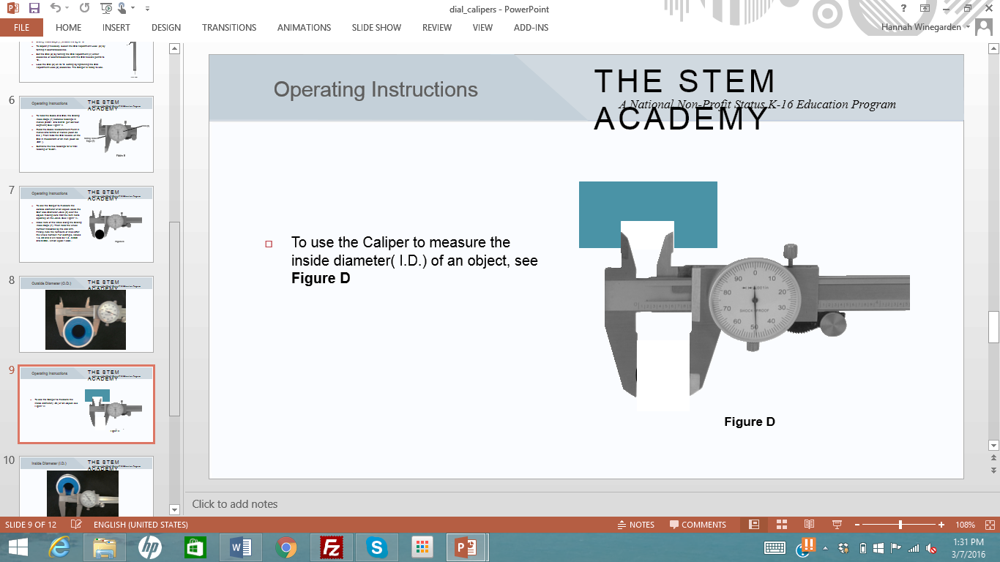 dial_calipers - PowerPoint
?
FILE HOME INSERT DESIGN TRANSITIONS ANIMATIONS SLIDE SHOW REVIEW VIEW ADD-INS
Hannah Winegarden
6
Operating Instructions
THE STEM
ACADEMY
7
Operating Instructions
THE STEM
ACADEMY
8
Outside Diameter (O.D.)
THE STEM
ACADEMY
9
Operating Instructions
THE STEM
ACADEMY
10
Inside Diameter (I.D.)
THE STEM
ACADEMY
Operating Instructions
THE STEM
A National Non-Profit Status K-16 Education Program
ACADEMY
To use the Caliper to measure the
inside diameter( I.D.) of an object, see
Figure D
0
90 10
80 20
70 30
60 40
50
SHOCK PROOF
Figure D
Click to add notes
SLIDE 9 OF 12 ENGLISH (UNITED STATES) NOTES COMMENTS 108%
1:31 PM
3/7/2016